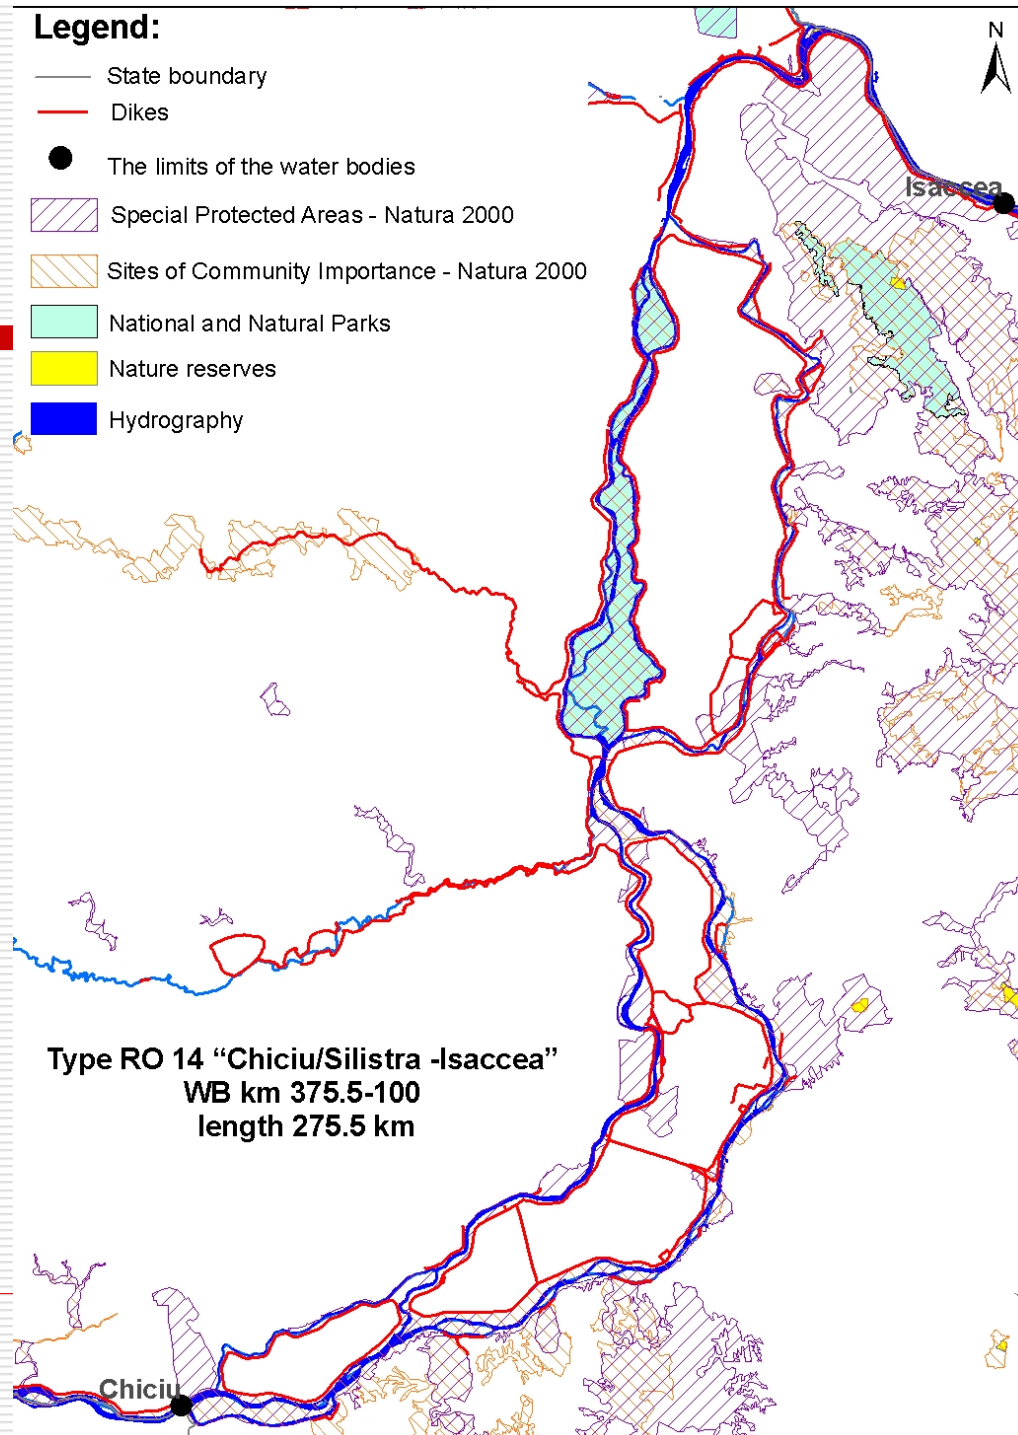 Legend:
N
State boundary
Dikes
The limits of the water bodies
Isaccea
Special Protected Areas - Natura 2000
Sites of Community Importance - Natura 2000
National and Natural Parks
Nature reserves
Hydrography
Type RO 14 “Chiciu/Silistra -Isaccea”
WB km 375.5-100
length 275.5 km
Chiciu